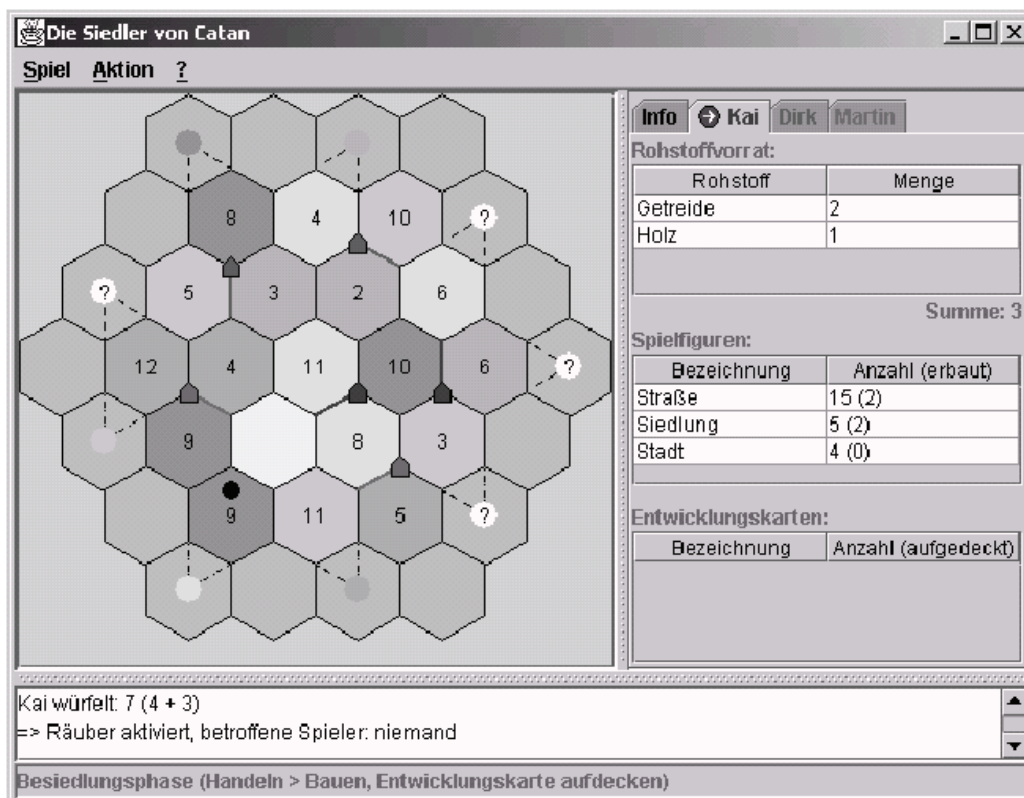 Die Siedler von Catan
Spiel Aktion ?
Info Kai Dirk Martin
Rohstoffvorrat:
Rohstoff Menge
Getreide 2
Holz 1
Summe: 3
Spielfiguren:
Bezeichnung Anzahl (erbaut)
Straße 15 (2)
Siedlung 5 (2)
Stadt 4 (0)
Entwicklungskarten:
Bezeichnung Anzahl (aufgedeckt)
8 4 10 ?
? 5 3 2 6
12 4 11 10 6 ?
9 8 3
9 11 5 ?
Kai würfelt: 7 (4 + 3)
=> Räuber aktiviert, betroffene Spieler: niemand
Besiedlungsphase (Handeln > Bauen, Entwicklungskarte aufdecken)